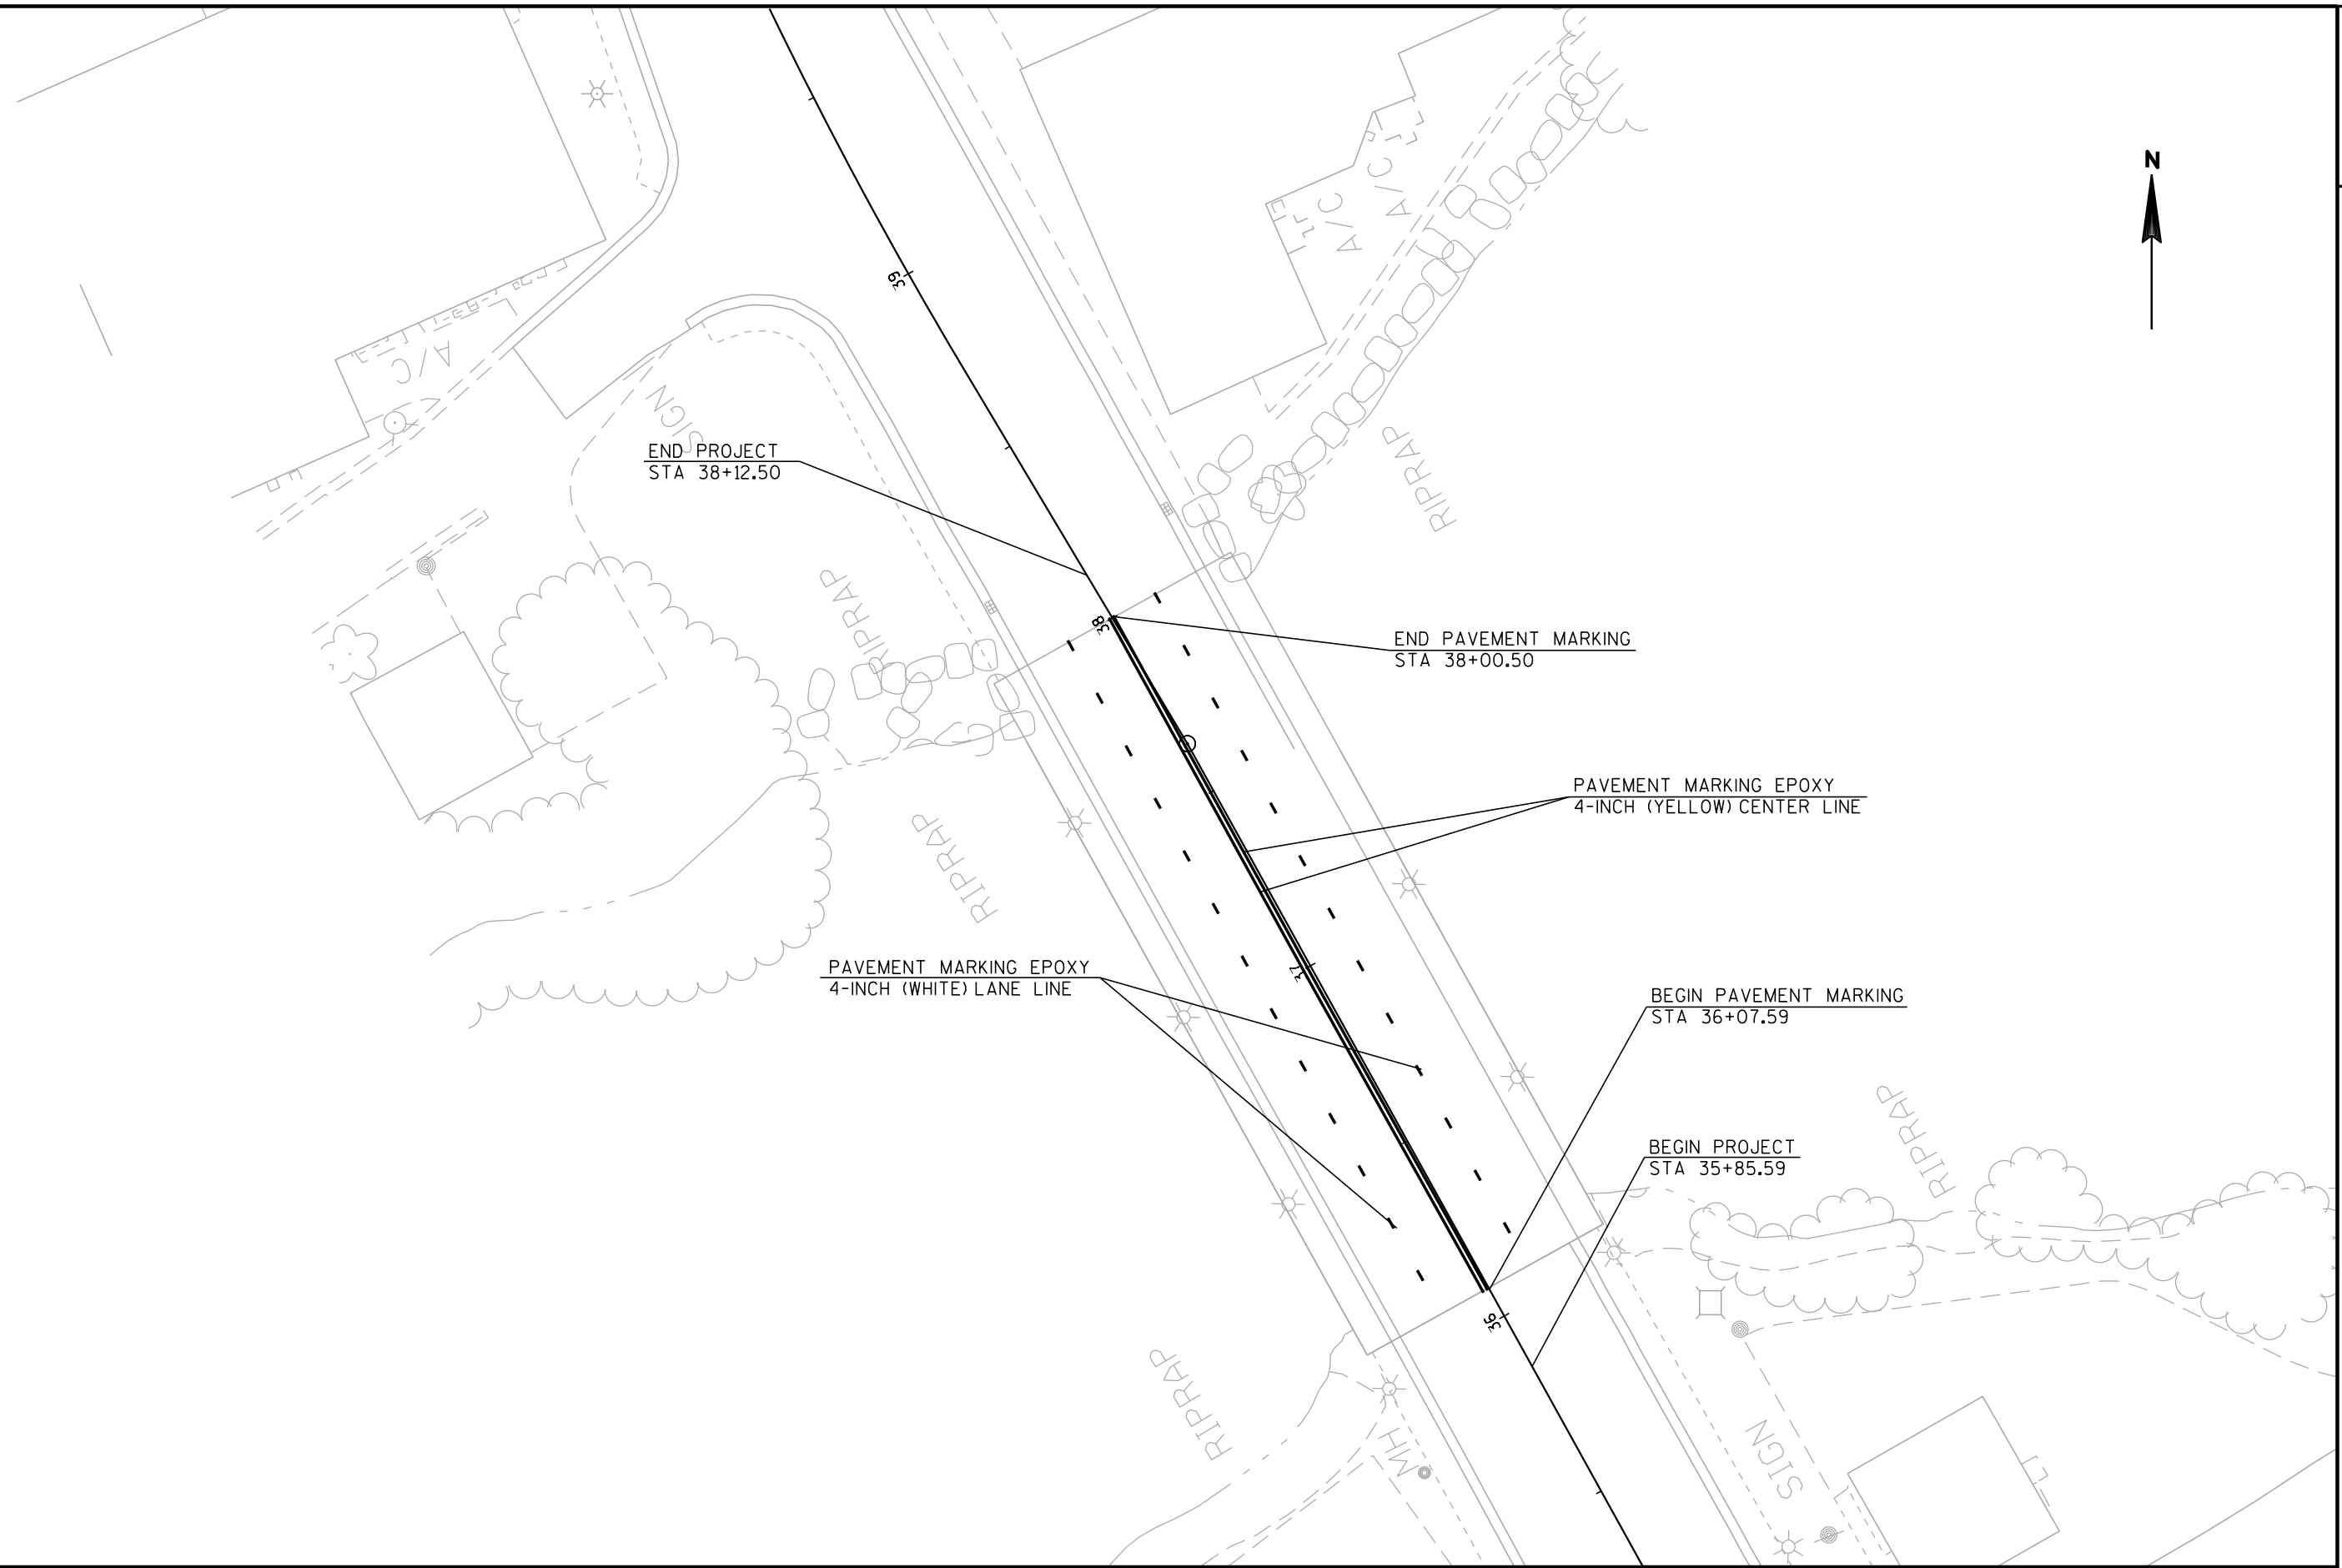 N
A/C
A/C
A/C
MGIS
39
RIPRAP
END PROJECT
STA 38+12.50
RIPRAP
38
END PAVEMENT MARKING
STA 38+00.50
PAVEMENT MARKING EPOXY
4-INCH (YELLOW) CENTER LINE
RIPRAP
PAVEMENT MARKING EPOXY
4-INCH (WHITE) LANE LINE
37
BEGIN PAVEMENT MARKING
STA 36+07.59
BEGIN PROJECT
STA 35+85.59
RIPRAP
36
RIPRAP
MH
MGIS